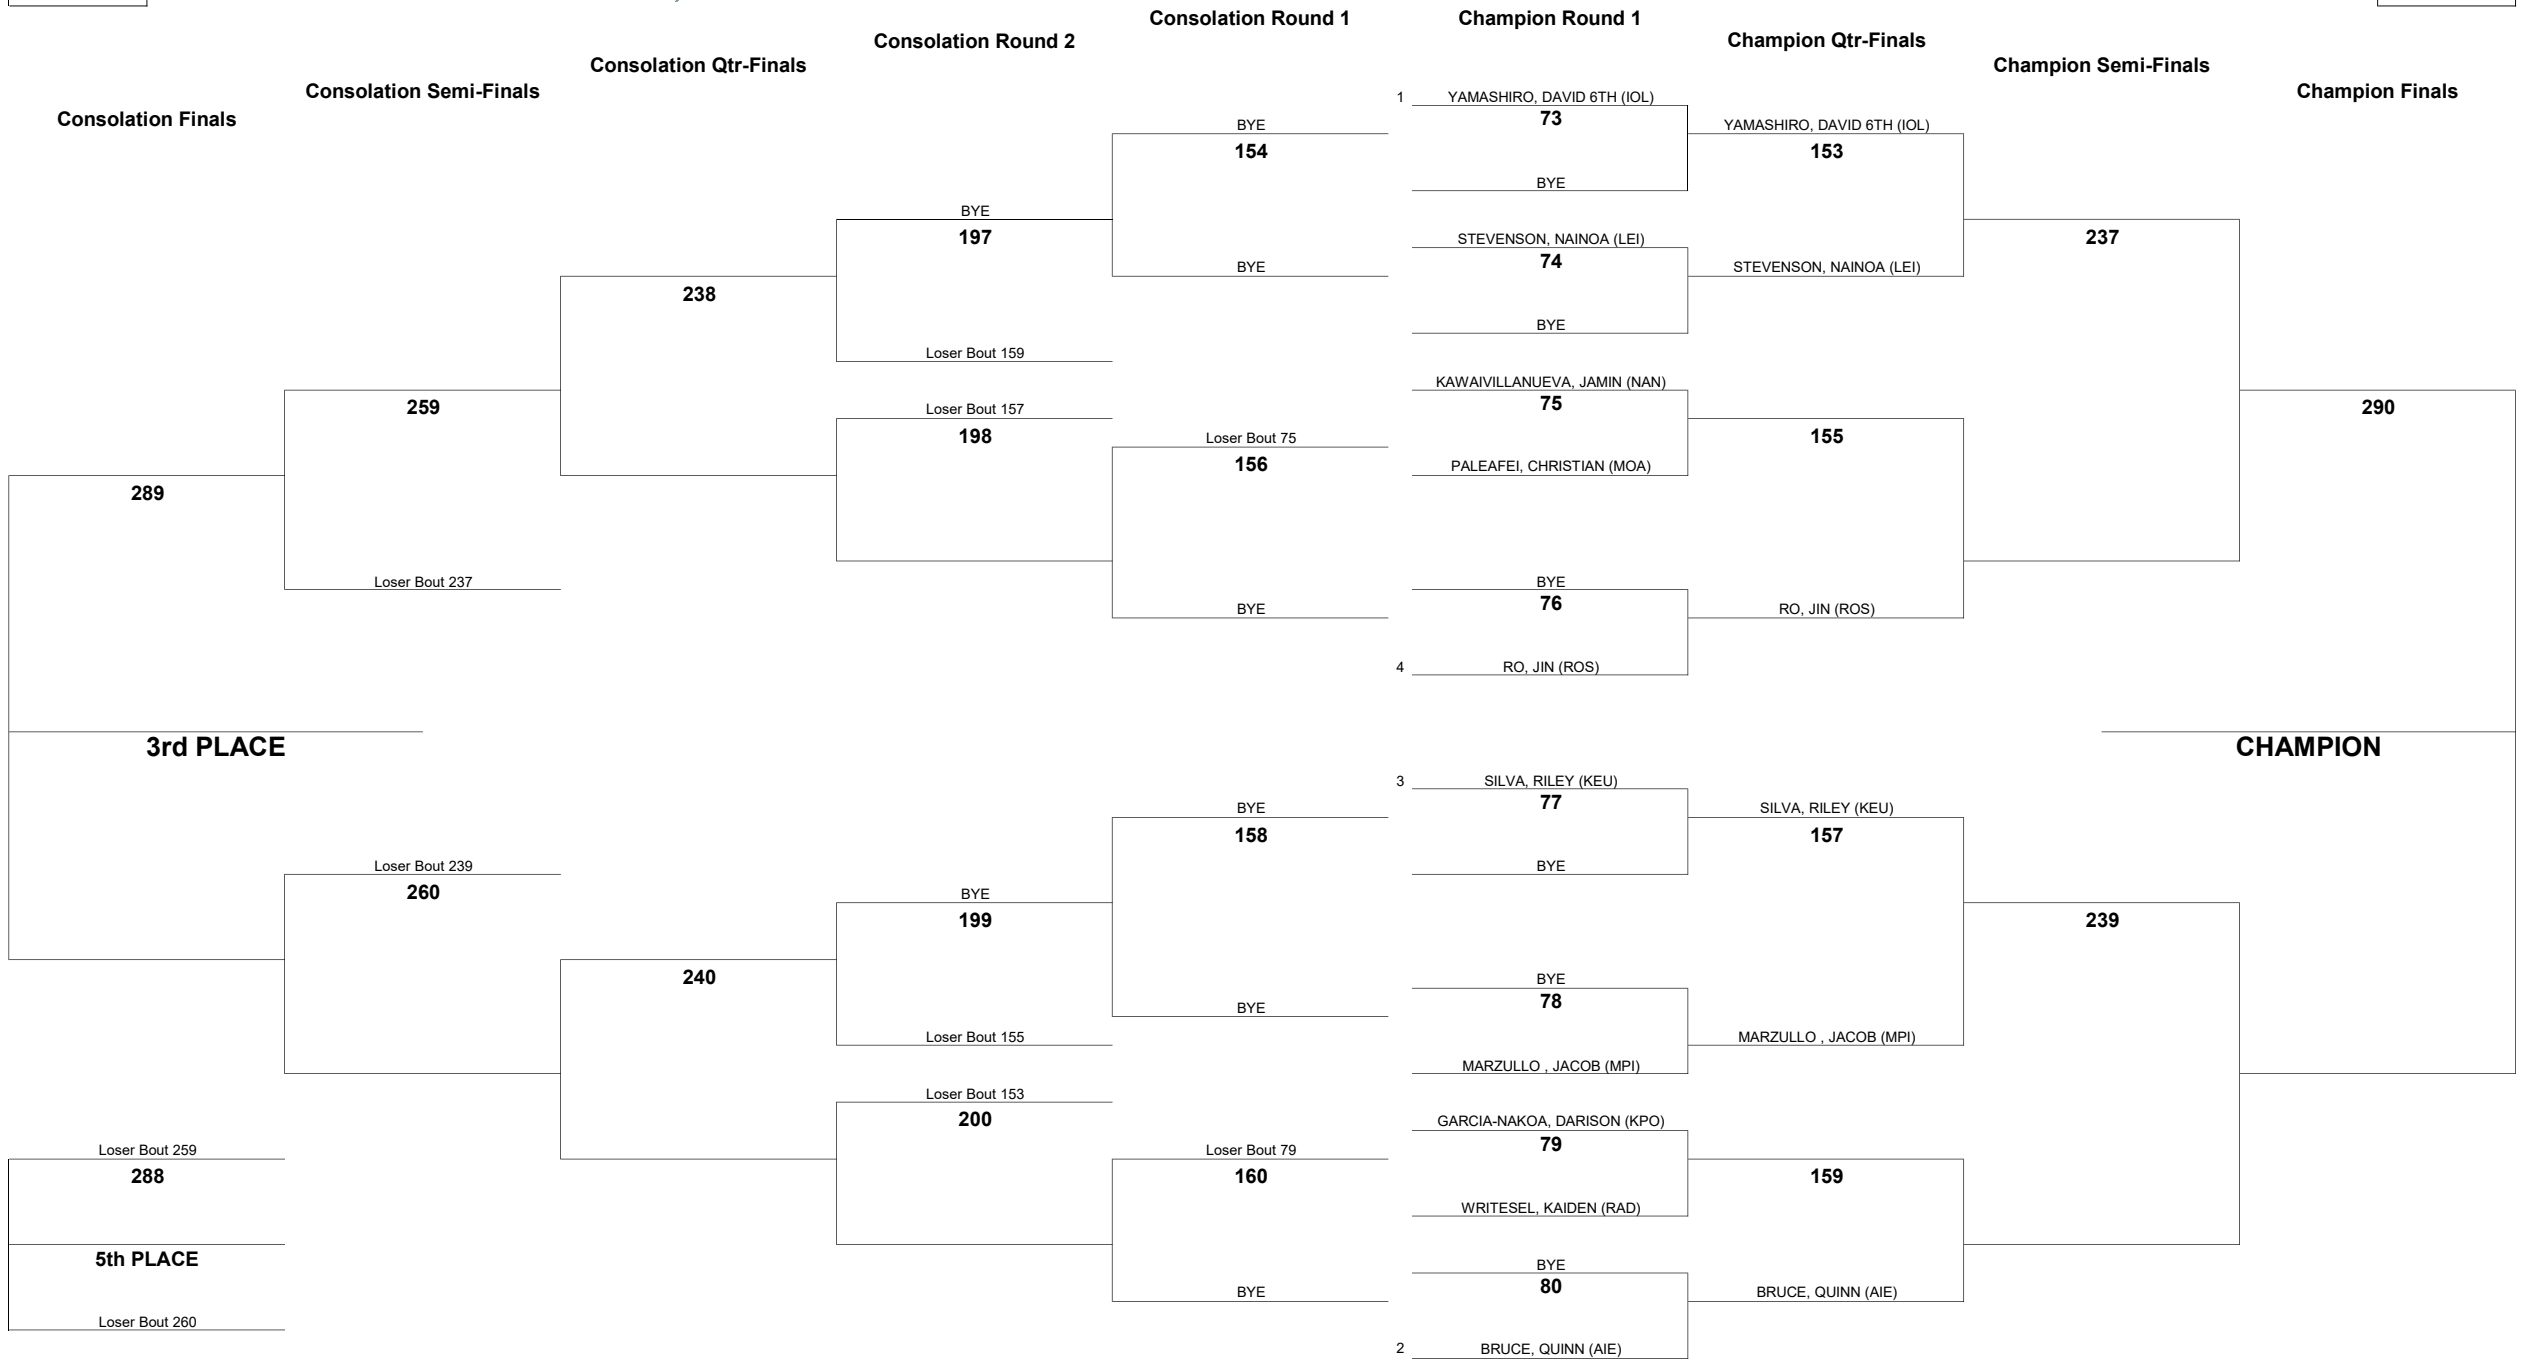 Consolation Round 1
Champion Round 1
Consolation Round 2
Champion Qtr-Finals
Consolation Qtr-Finals
Champion Semi-Finals
Consolation Semi-Finals
Champion Finals
Consolation Finals
1 YAMASHIRO, DAVID 6TH (IOL)
73
BYE
YAMASHIRO, DAVID 6TH (IOL)
154
153
BYE
BYE
197
STEVENSON, NAINOA (LEI)
237
74
BYE
STEVENSON, NAINOA (LEI)
238
BYE
Loser Bout 159
KAWAIVILLANUEVA, JAMIN (NAN)
259
75
290
Loser Bout 157
198
Loser Bout 75
155
156
PALEAFEI, CHRISTIAN (MOA)
289
Loser Bout 237
BYE
76
BYE
RO, JIN (ROS)
4 RO, JIN (ROS)
3rd PLACE
CHAMPION
3 SILVA, RILEY (KEU)
77
BYE
SILVA, RILEY (KEU)
158
157
Loser Bout 239
BYE
260
BYE
199
239
240
BYE
78
BYE
Loser Bout 155
MARZULLO , JACOB (MPI)
MARZULLO , JACOB (MPI)
Loser Bout 153
200
GARCIA-NAKOA, DARISON (KPO)
79
Loser Bout 259
Loser Bout 79
288
160
159
WRITESEL, KAIDEN (RAD)
5th PLACE
BYE
80
BYE
BRUCE, QUINN (AIE)
Loser Bout 260
2 BRUCE, QUINN (AIE)